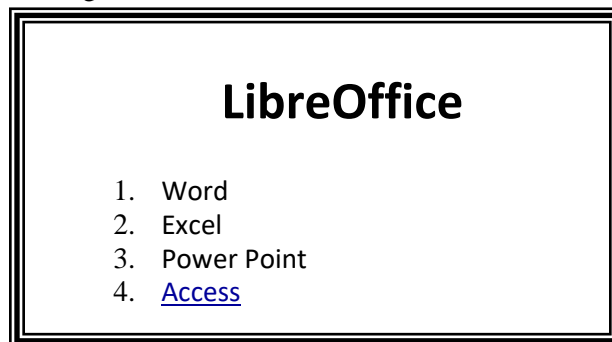 LibreOffice
1. Word
2. Excel
3. Power Point
4. Access